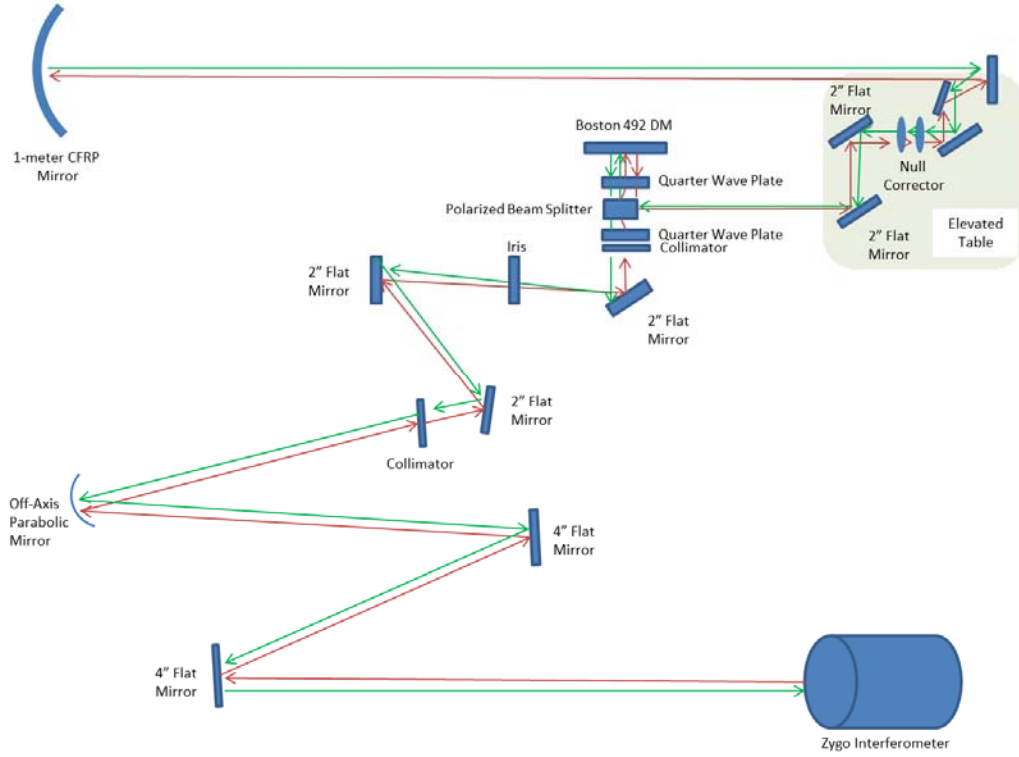 2” Flat
Mirror
Boston 492 DM
1-meter CFRP
Mirror
Null
Corrector
Quarter Wave Plate
Polarized Beam Splitter
Elevated
Table
Quarter Wave Plate
Collimator
2” Flat
Mirror
Iris
2” Flat
Mirror
2” Flat
Mirror
2” Flat
Mirror
Collimator
Off-Axis
Parabolic
Mirror
4” Flat
Mirror
4” Flat
Mirror
Zygo Interferometer